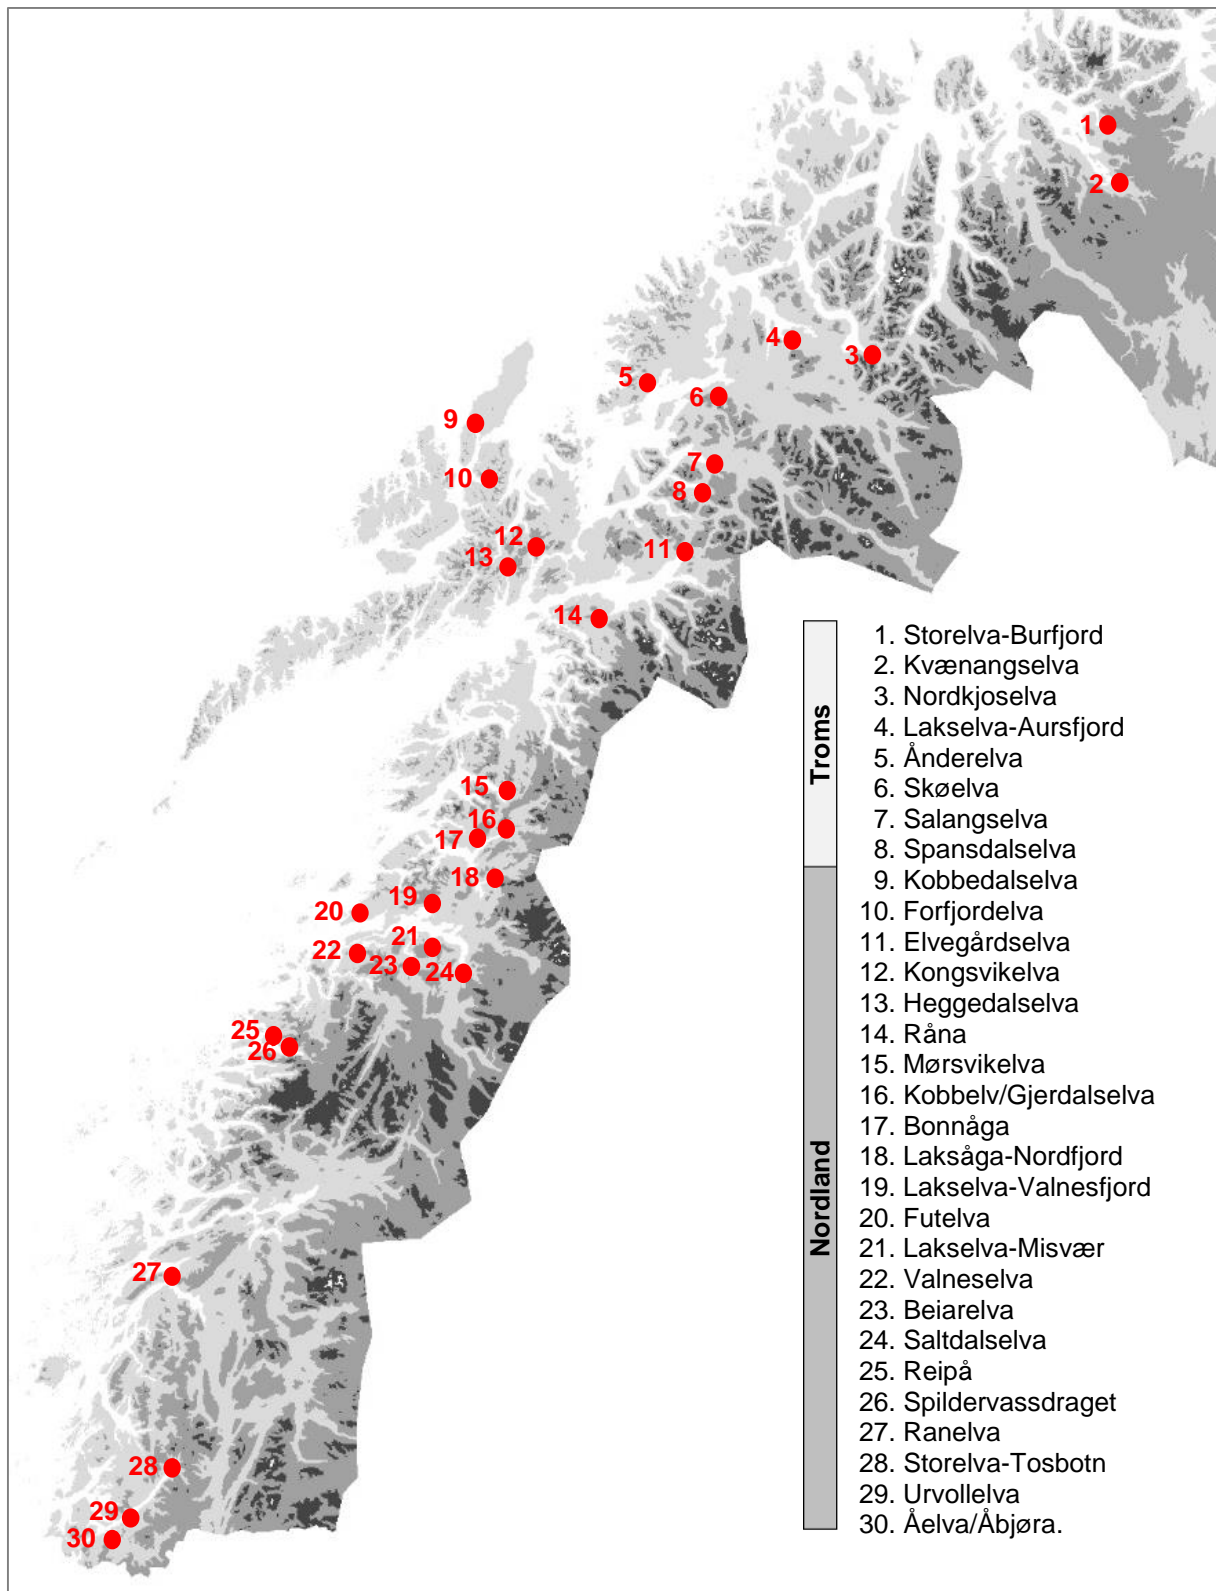 1
2
3
4
5
6
7
8
9
10
11
12
13
14
15
16
17
18
19
20
21
22
23
24
25
26
27
28
29
30
Troms
Nordland
1. Storelva-Burfjord
2. Kvænangselva
3. Nordkjoselva
4. Lakselva-Aursfjord
5. Ånderelva
6. Skøelva
7. Salangselva
8. Spansdalselva
9. Kobbedalselva
10. Forfjordelva
11. Elvegårdselva
12. Kongsvikelva
13. Heggedalselva
14. Råna
15. Mørsvikelva
16. Kobbelv/Gjerdalselva
17. Bonnåga
18. Laksåga-Nordfjord
19. Lakselva-Valnesfjord
20. Futelva
21. Lakselva-Misvær
22. Valneselva
23. Beiarelva
24. Saltdalselva
25. Reipå
26. Spildervassdraget
27. Ranelva
28. Storelva-Tosbotn
29. Urvollelva
30. Åelva/Åbjøra.